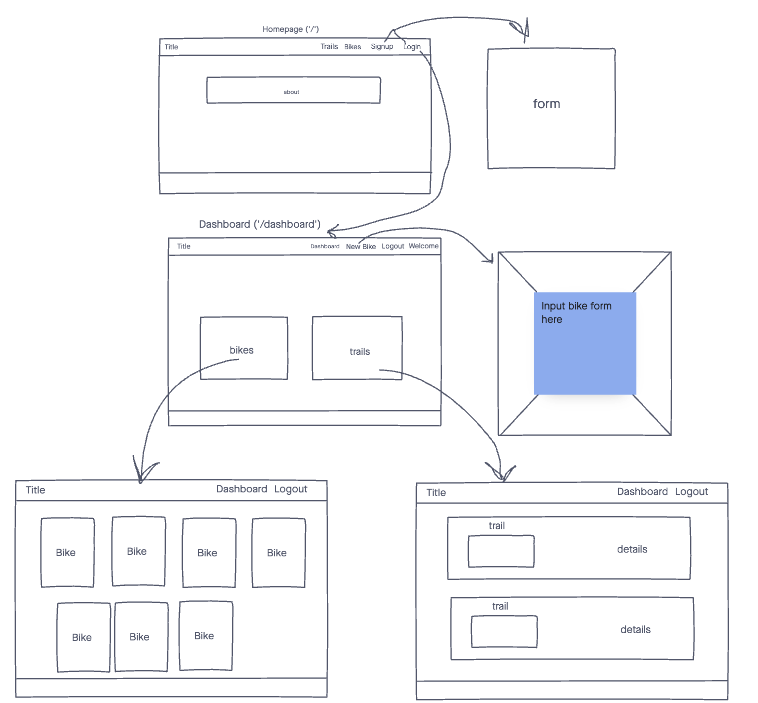 Homepage ('/')
Title Trails Bikes Signup Login
about
form
Dashboard ('/dashboard')
Title Dashboard New Bike Logout Welcome
bikes
trails
Input bike form
here
Title Dashboard Logout
Bike Bike Bike Bike
Bike Bike Bike
Title Dashboard Logout
trail
details
trail
details